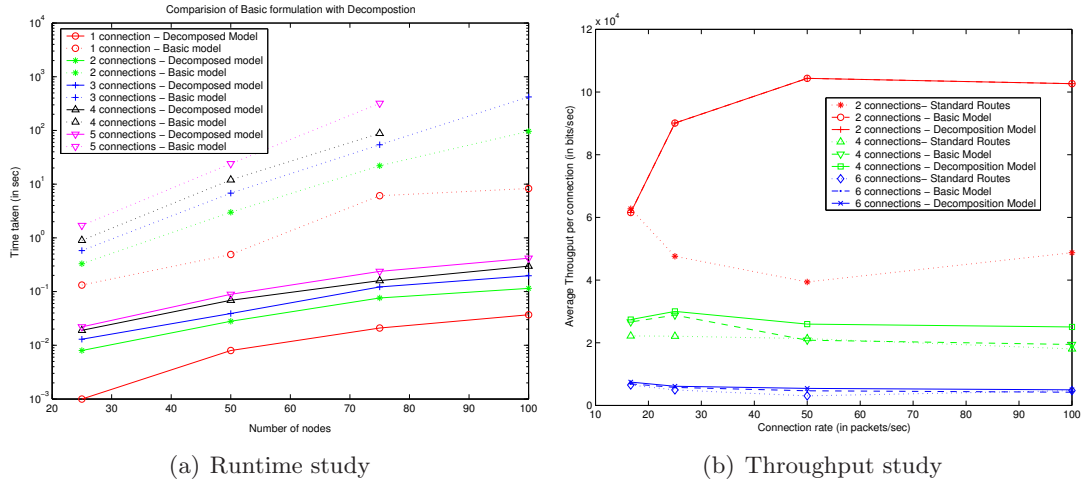 Comparision of Basic formulation with Decompostion
10^4
10^3
10^2
10^1
10^0
10^-1
10^-2
10^-3
Time taken (in sec)
1 connection − Decomposed Model
1 connection − Basic model
2 connections − Decomposed model
2 connections − Basic model
3 connections − Decomposed model
3 connections − Basic model
4 connections − Decomposed model
4 connections − Basic model
5 connections − Decomposed model
5 connections − Basic model
20 30 40 50 60 70 80 90 100
Number of nodes
(a) Runtime study
x 10^4
12
10
8
6
4
2
0
Average Througput per connection (in bits/sec)
2 connections− Standard Routes
2 connections − Basic Model
2 connections − Decomposition Model
4 connections− Standard Routes
4 connections − Basic Model
4 connections − Decomposition Model
6 connections − Standard Routes
6 connections − Basic Model
6 connections − Decomposition Model
10 20 30 40 50 60 70 80 90 100
Connection rate (in packets/sec)
(b) Throughput study